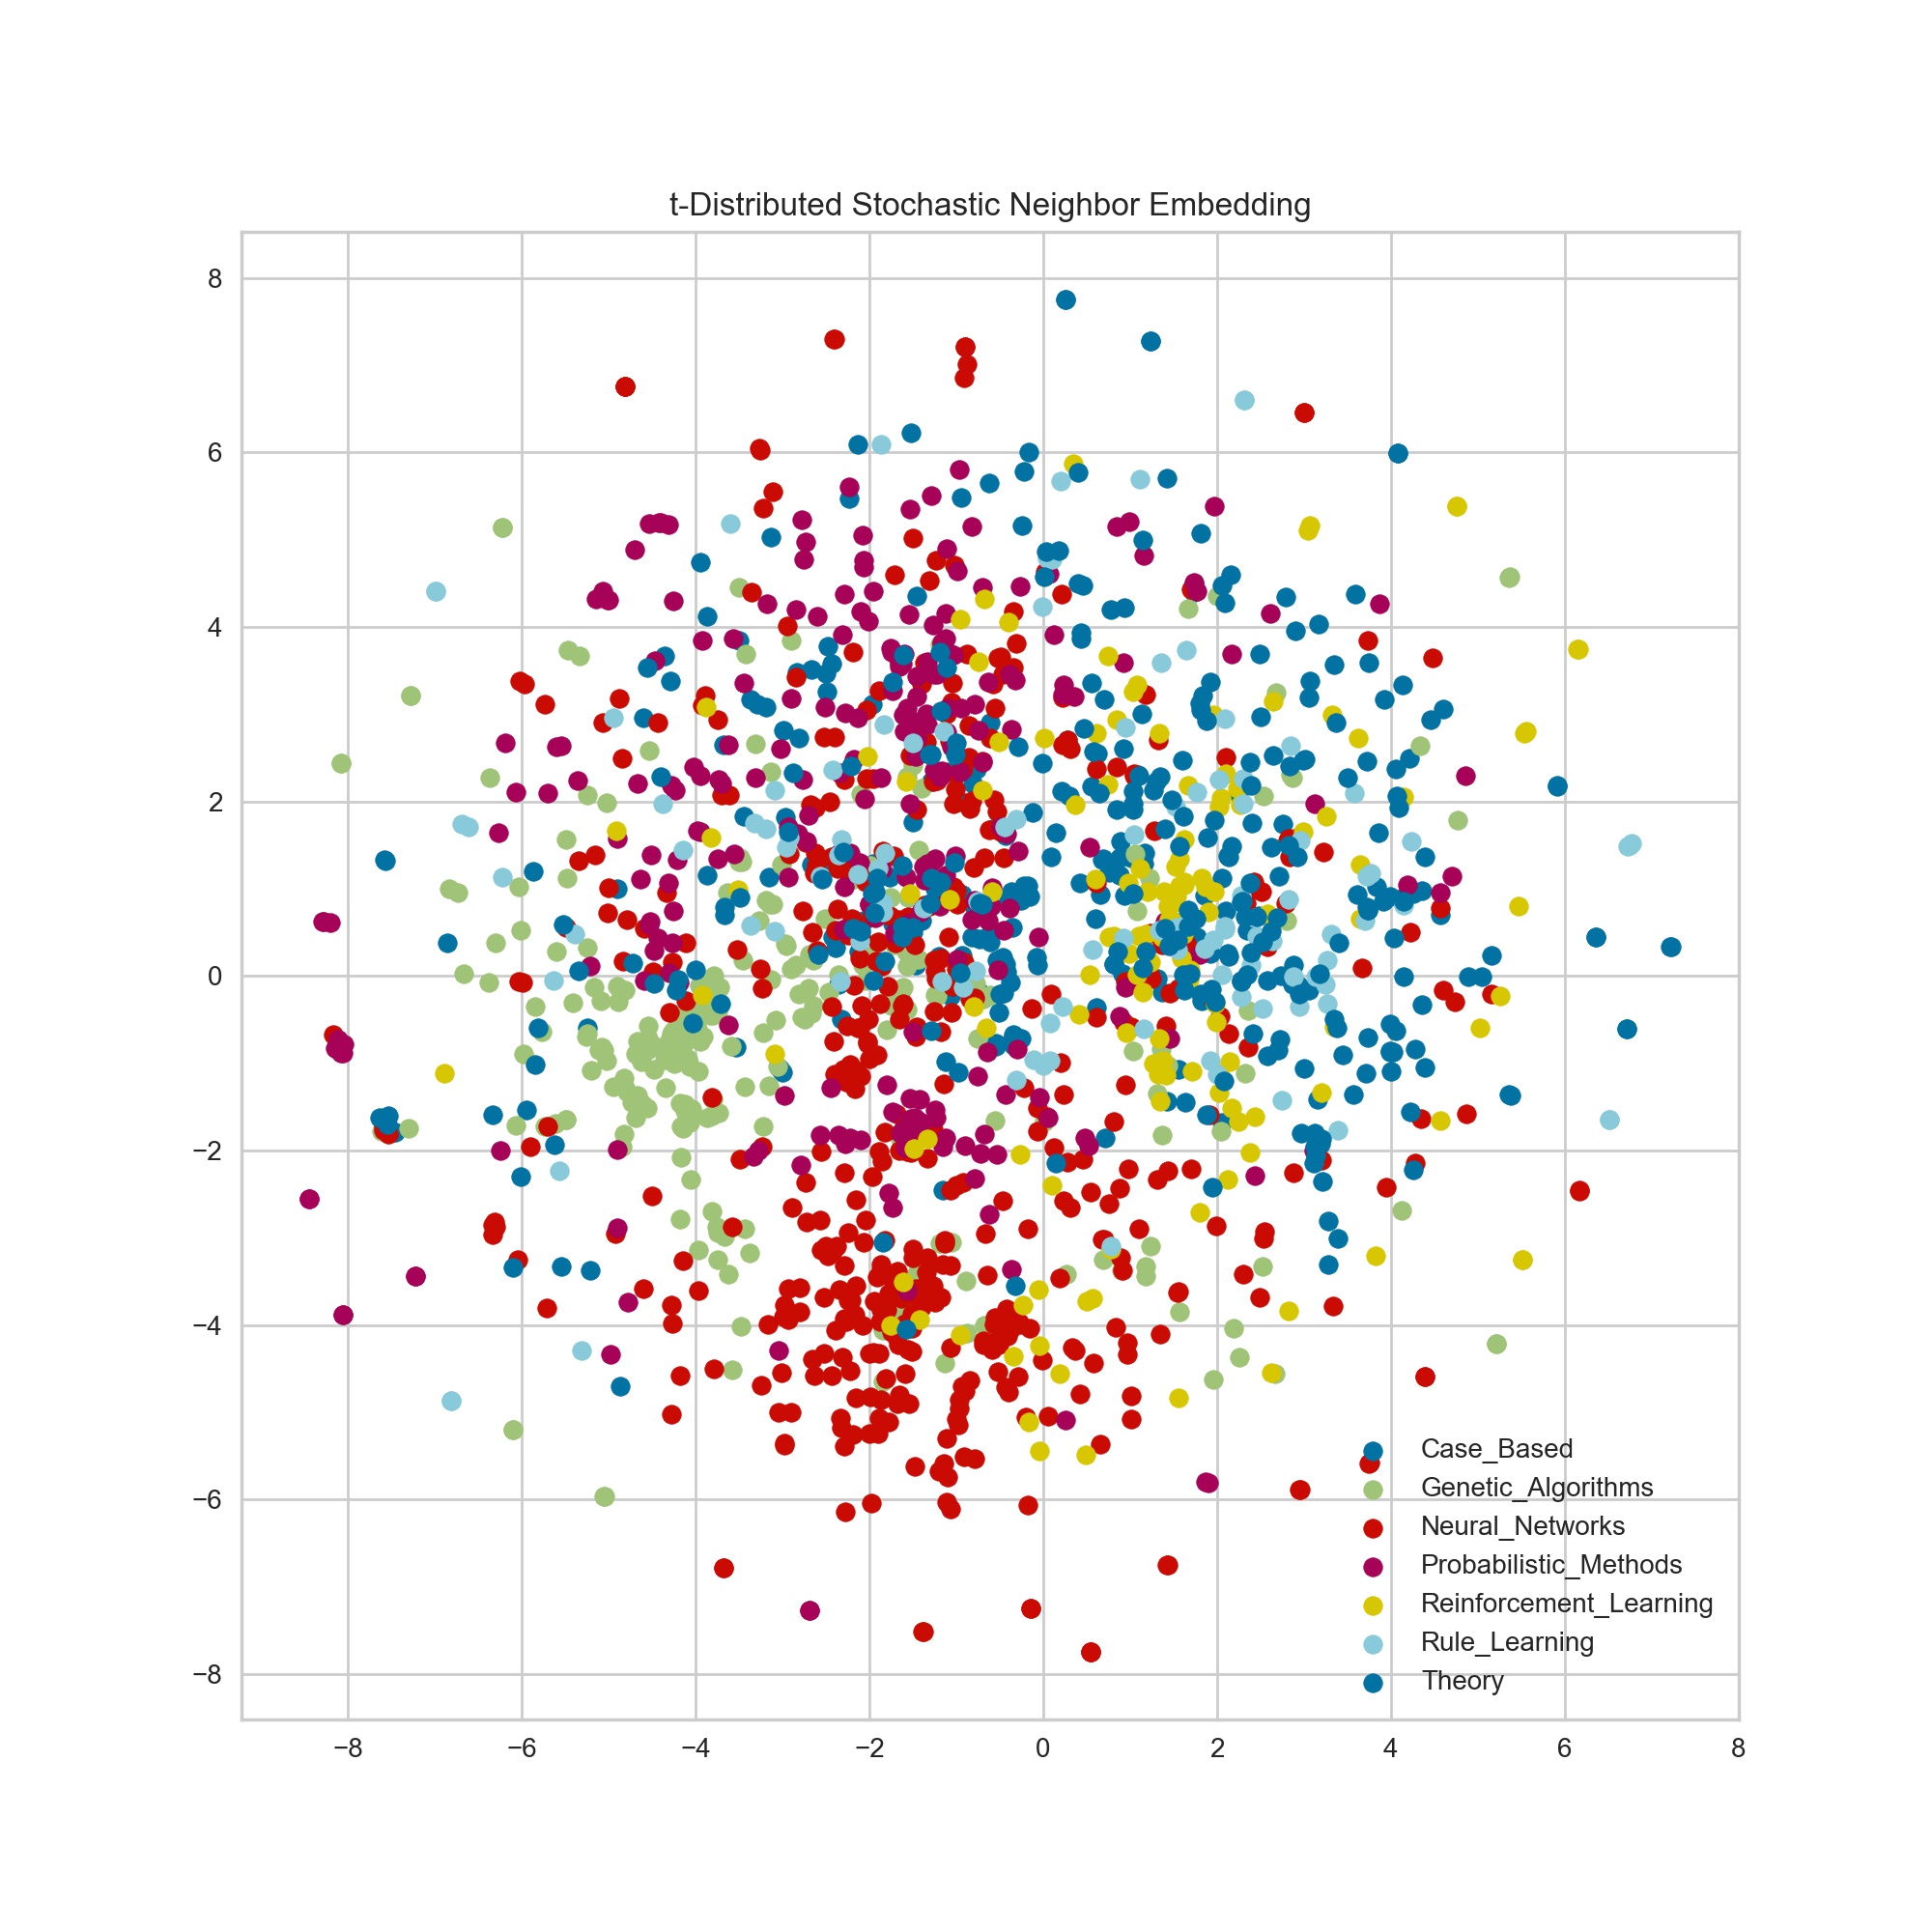 t-Distributed Stochastic Neighbor Embedding
8
6
4
2
0
−2
−4
−6
−8
Case_Based
Genetic_Algorithms
Neural_Networks
Probabilistic_Methods
Reinforcement_Learning
Rule_Learning
Theory
−8 −6 −4 −2 0 2 4 6 8